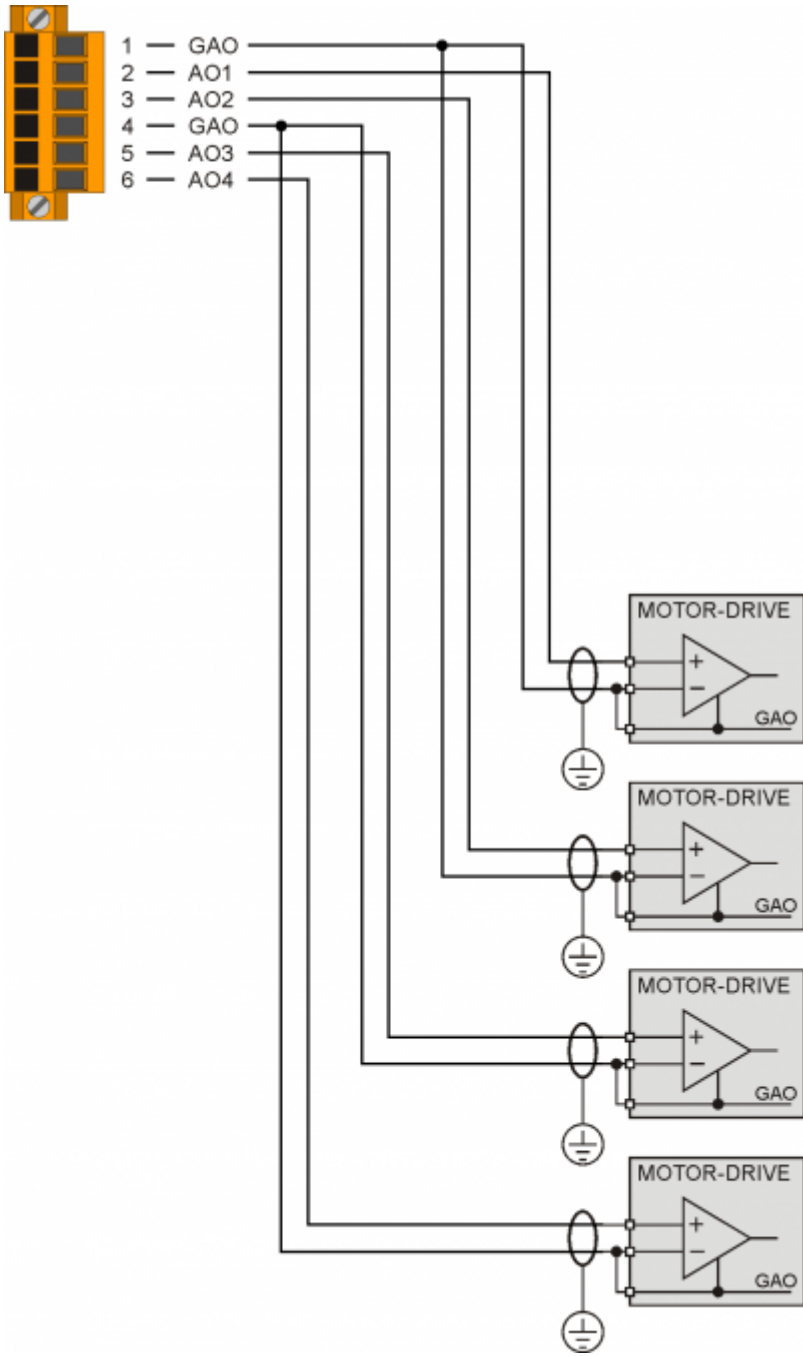 1 — GAO
2 — AO1
3 — AO2
4 — GAO
5 — AO3
6 — AO4
MOTOR-DRIVE
+
−
GAO
MOTOR-DRIVE
+
−
GAO
MOTOR-DRIVE
+
−
GAO
MOTOR-DRIVE
+
−
GAO